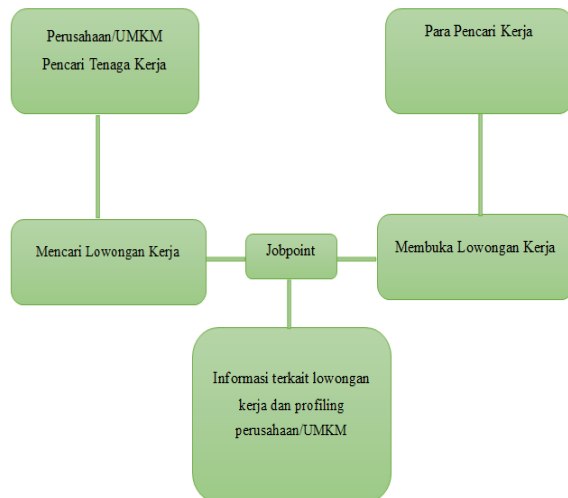 Perusahaan/UMKM
Pencari Tenaga Kerja
Para Pencari Kerja
Mencari Lowongan Kerja
Jobpoint
Membuka Lowongan Kerja
Informasi terkait lowongan
kerja dan profiling
perusahaan/UMKM